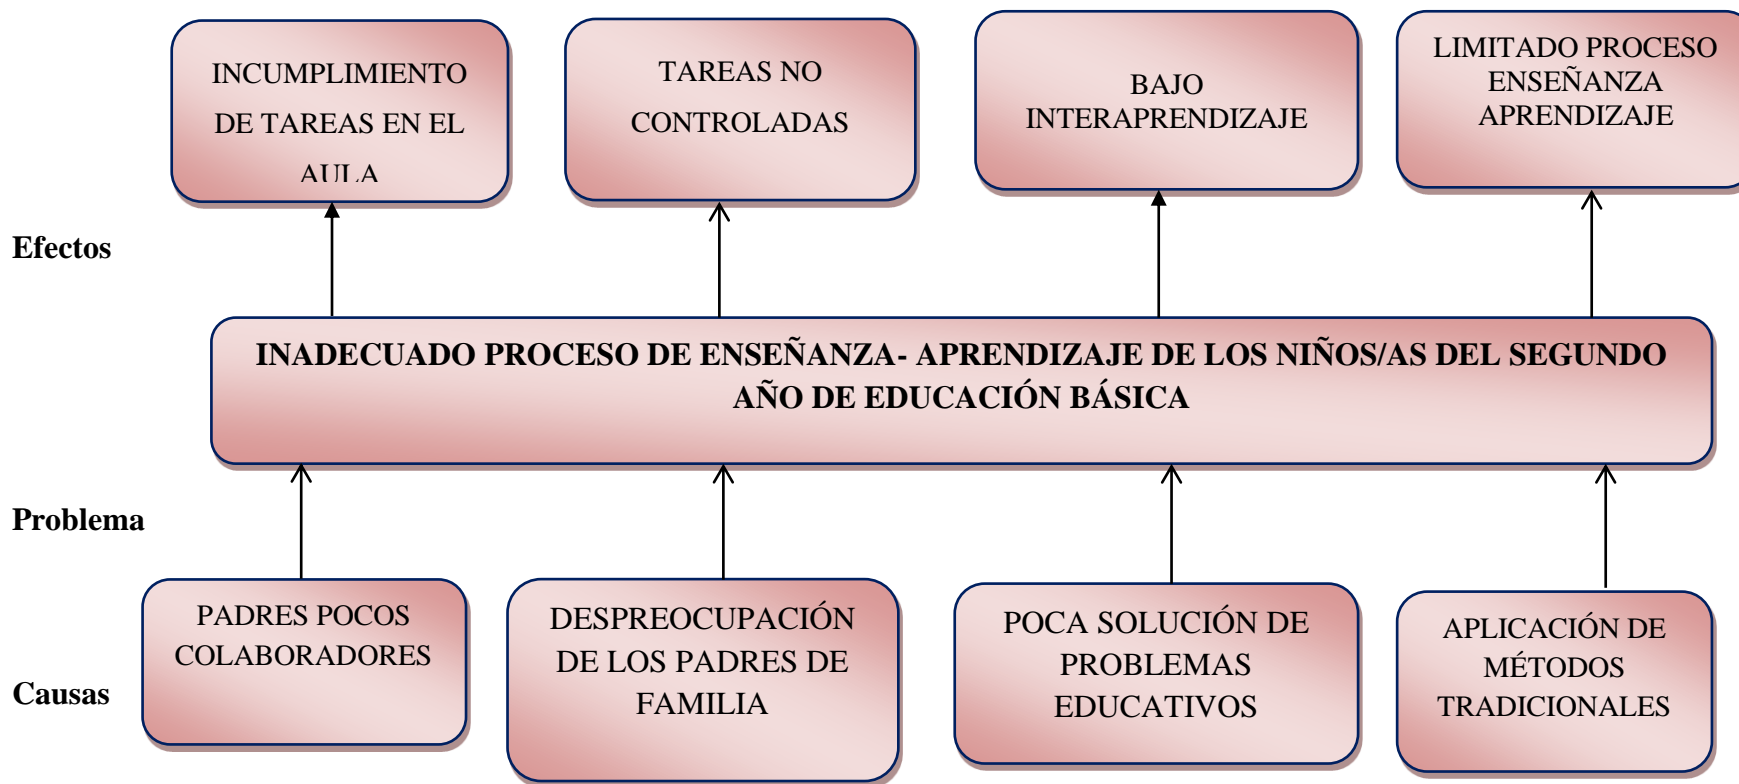 INCUMPLIMIENTO
DE TAREAS EN EL
AULA
TAREAS NO
CONTROLADAS
BAJO
INTERAPRENDIZAJE
LIMITADO PROCESO
ENSEÑANZA
APRENDIZAJE
Efectos
INADECUADO PROCESO DE ENSEÑANZA- APRENDIZAJE DE LOS NIÑOS/AS DEL SEGUNDO
AÑO DE EDUCACIÓN BÁSICA
Problema
PADRES POCOS
COLABORADORES
DESPREOCUPACIÓN
DE LOS PADRES DE
FAMILIA
POCA SOLUCIÓN DE
PROBLEMAS
EDUCATIVOS
APLICACIÓN DE
MÉTODOS
TRADICIONALES
Causas